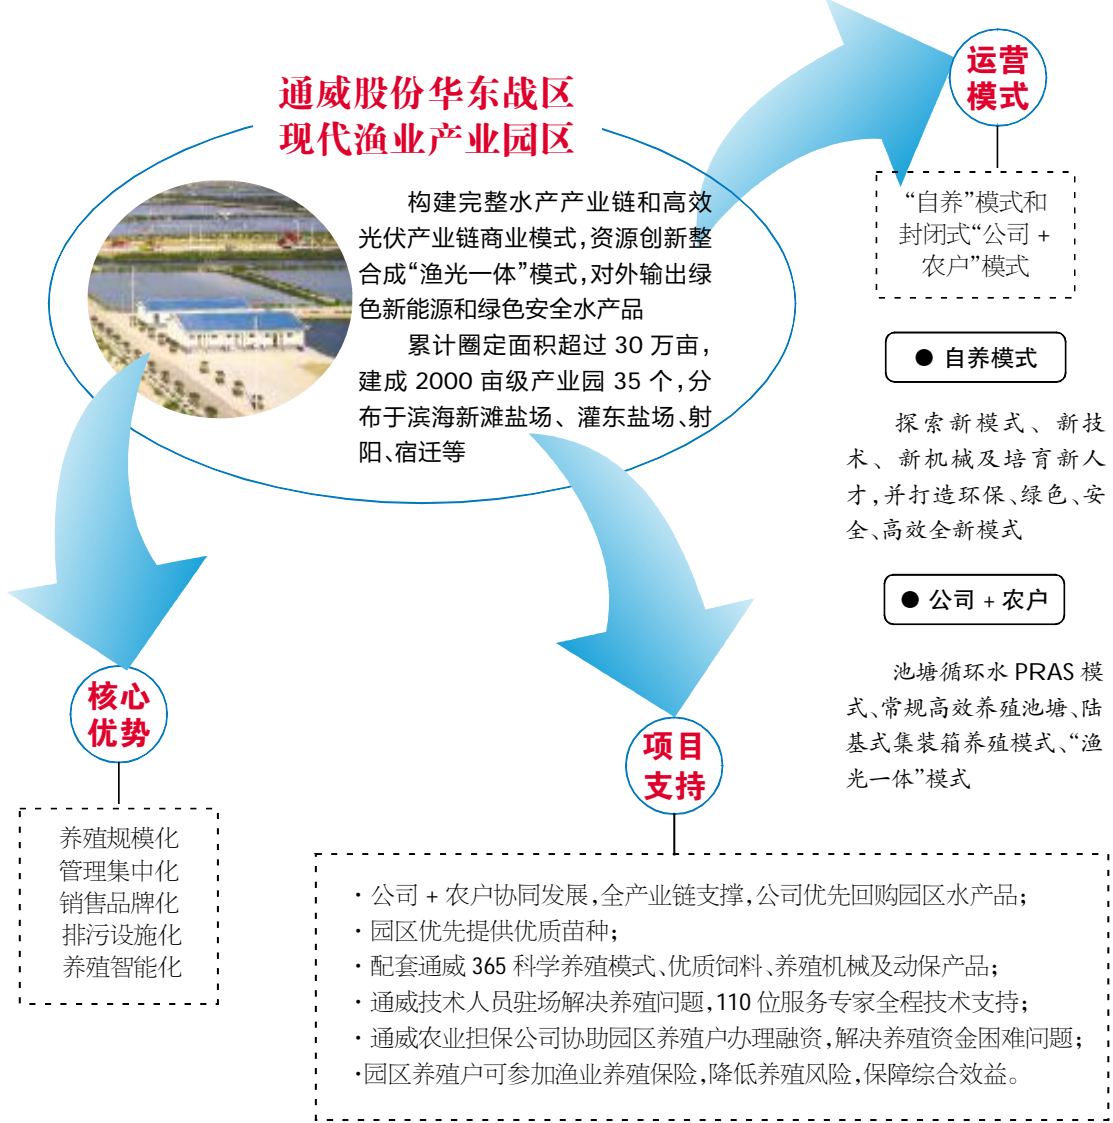 通威股份华东战区
现代渔业产业园区
构建完整水产产业链和高效
光伏产业链商业模式，资源创新整
合成“渔光一体”模式，对外输出绿
色新能源和绿色安全水产品
累计圈定面积超过 30 万亩，
建成 2000 亩级产业园 35 个，分
布于滨海新滩盐场、灌东盐场、射
阳、宿迁等
运营
模式
“自养”模式和
封闭式“公司 +
农户”模式
● 自养模式
探索新模式、新技
术、新机械及培育新人
才，并打造环保、绿色、安
全、高效全新模式
● 公司 + 农户
池塘循环水 PRAS 模
式、常规高效养殖池塘、陆
基式集装箱养殖模式、“渔
光一体”模式
核心
优势
养殖规模化
管理集中化
销售品牌化
排污设施化
养殖智能化
项目
支持
·公司 + 农户协同发展，全产业链支撑，公司优先回购园区水产品；
·园区优先提供优质苗种；
·配套通威 365 科学养殖模式、优质饲料、养殖机械及动保产品；
·通威技术人员驻场解决养殖问题，110 位服务专家全程技术支持；
·通威农业担保公司协助园区养殖户办理融资，解决养殖资金困难问题；
·园区养殖户可参加渔业养殖保险，降低养殖风险，保障综合效益。